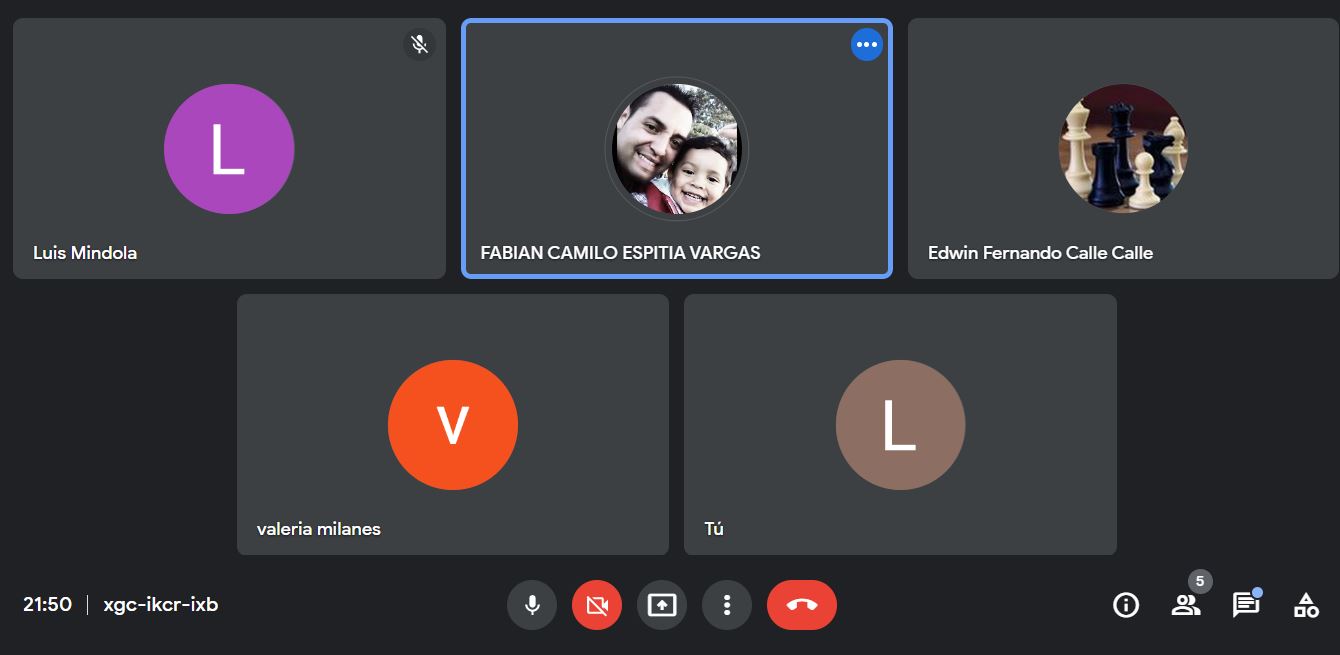 L
Luis Mindola
FABIAN CAMILO ESPITIA VARGAS
Edwin Fernando Calle Calle
V
valeria milanes
L
Tú
21:50 | xgc-ikcr-ixb
5